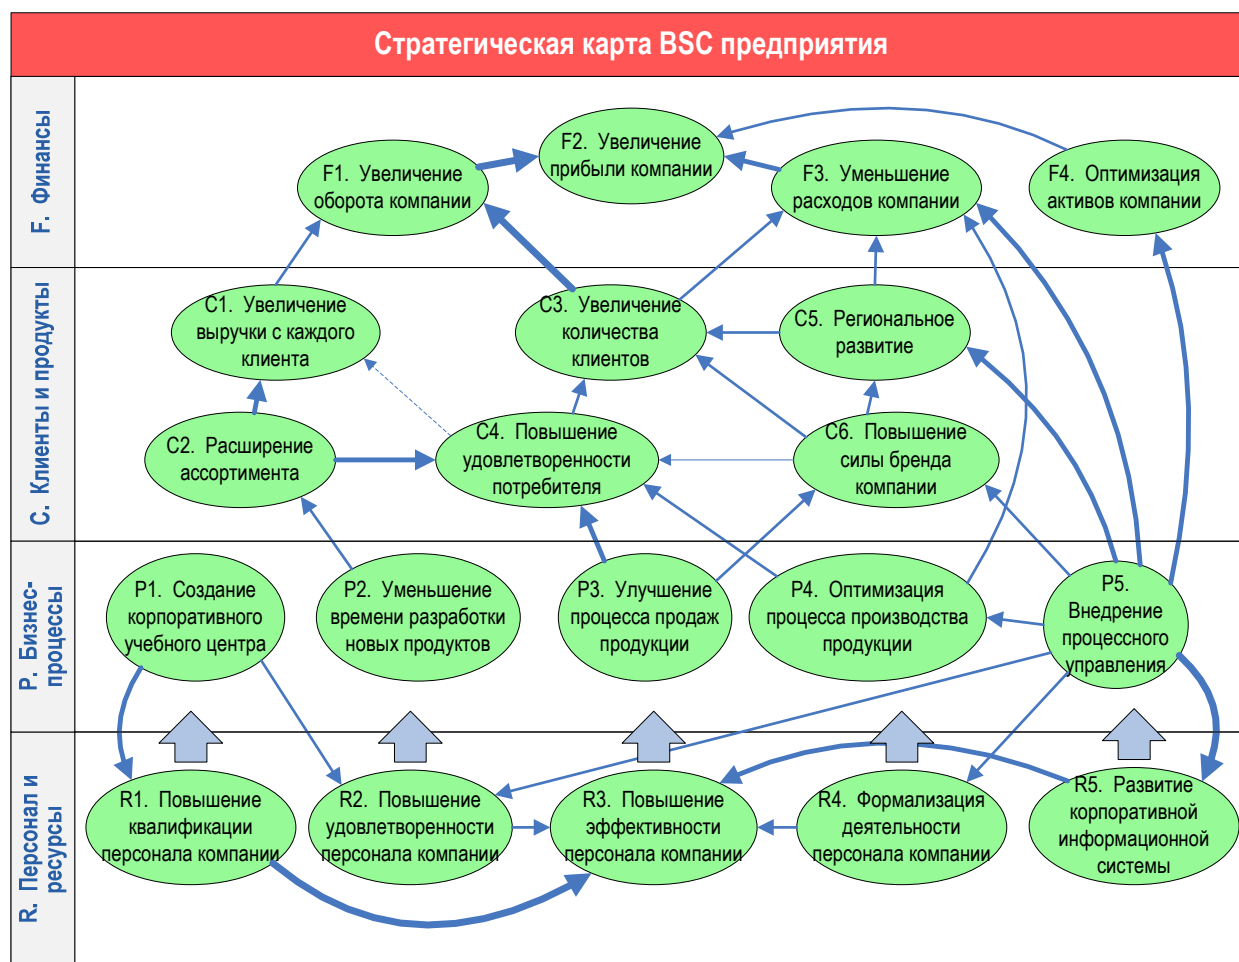 Стратегическая карта BSC предприятия
F. Финансы
F1. Увеличение
оборота компании
F2. Увеличение
прибыли компании
F3. Уменьшение
расходов компании
F4. Оптимизация
активов компании
C. Клиенты и продукты
C1. Увеличение
выручки с каждого
клиента
C3. Увеличение
количества
клиентов
C5. Региональное
развитие
C2. Расширение
ассортимента
C4. Повышение
удовлетворенности
потребителя
C6. Повышение
силы бренда
компании
P. Бизнес-
процессы
P1. Создание
корпоративного
учебного центра
P2. Уменьшение
времени разработки
новых продуктов
P3. Улучшение
процесса продаж
продукции
P4. Оптимизация
процесса производства
продукции
P5.
Внедрение
процессного
управления
R. Персонал и
ресурсы
R1. Повышение
квалификации
персонала компании
R2. Повышение
удовлетворенности
персонала компании
R3. Повышение
эффективности
персонала компании
R4. Формализация
деятельности
персонала компании
R5. Развитие
корпоративной
информационной
системы